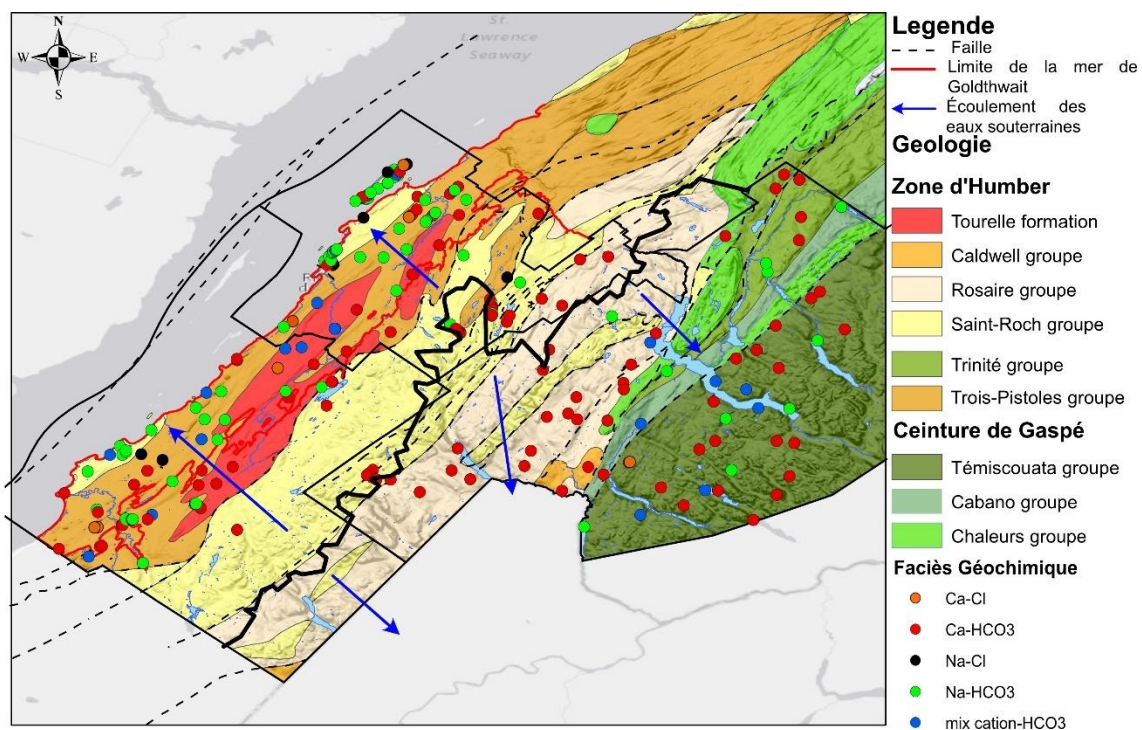 N
W
E
S
St.
Lawrence
Seaway
Legende
Faille
Limite de la mer de
Goldthwait
Écoulement des
eaux souterraines
Geologie
Zone d'Humber
Tourelle formation
Caldwell groupe
Rosaire groupe
Saint-Roch groupe
Trinité groupe
Trois-Pistoles groupe
Ceinture de Gaspé
Témiscouata groupe
Cabano groupe
Chaleurs groupe
Faciès Géochimique
Ca-Cl
Ca-HCO3
Na-Cl
Na-HCO3
mix cation-HCO3